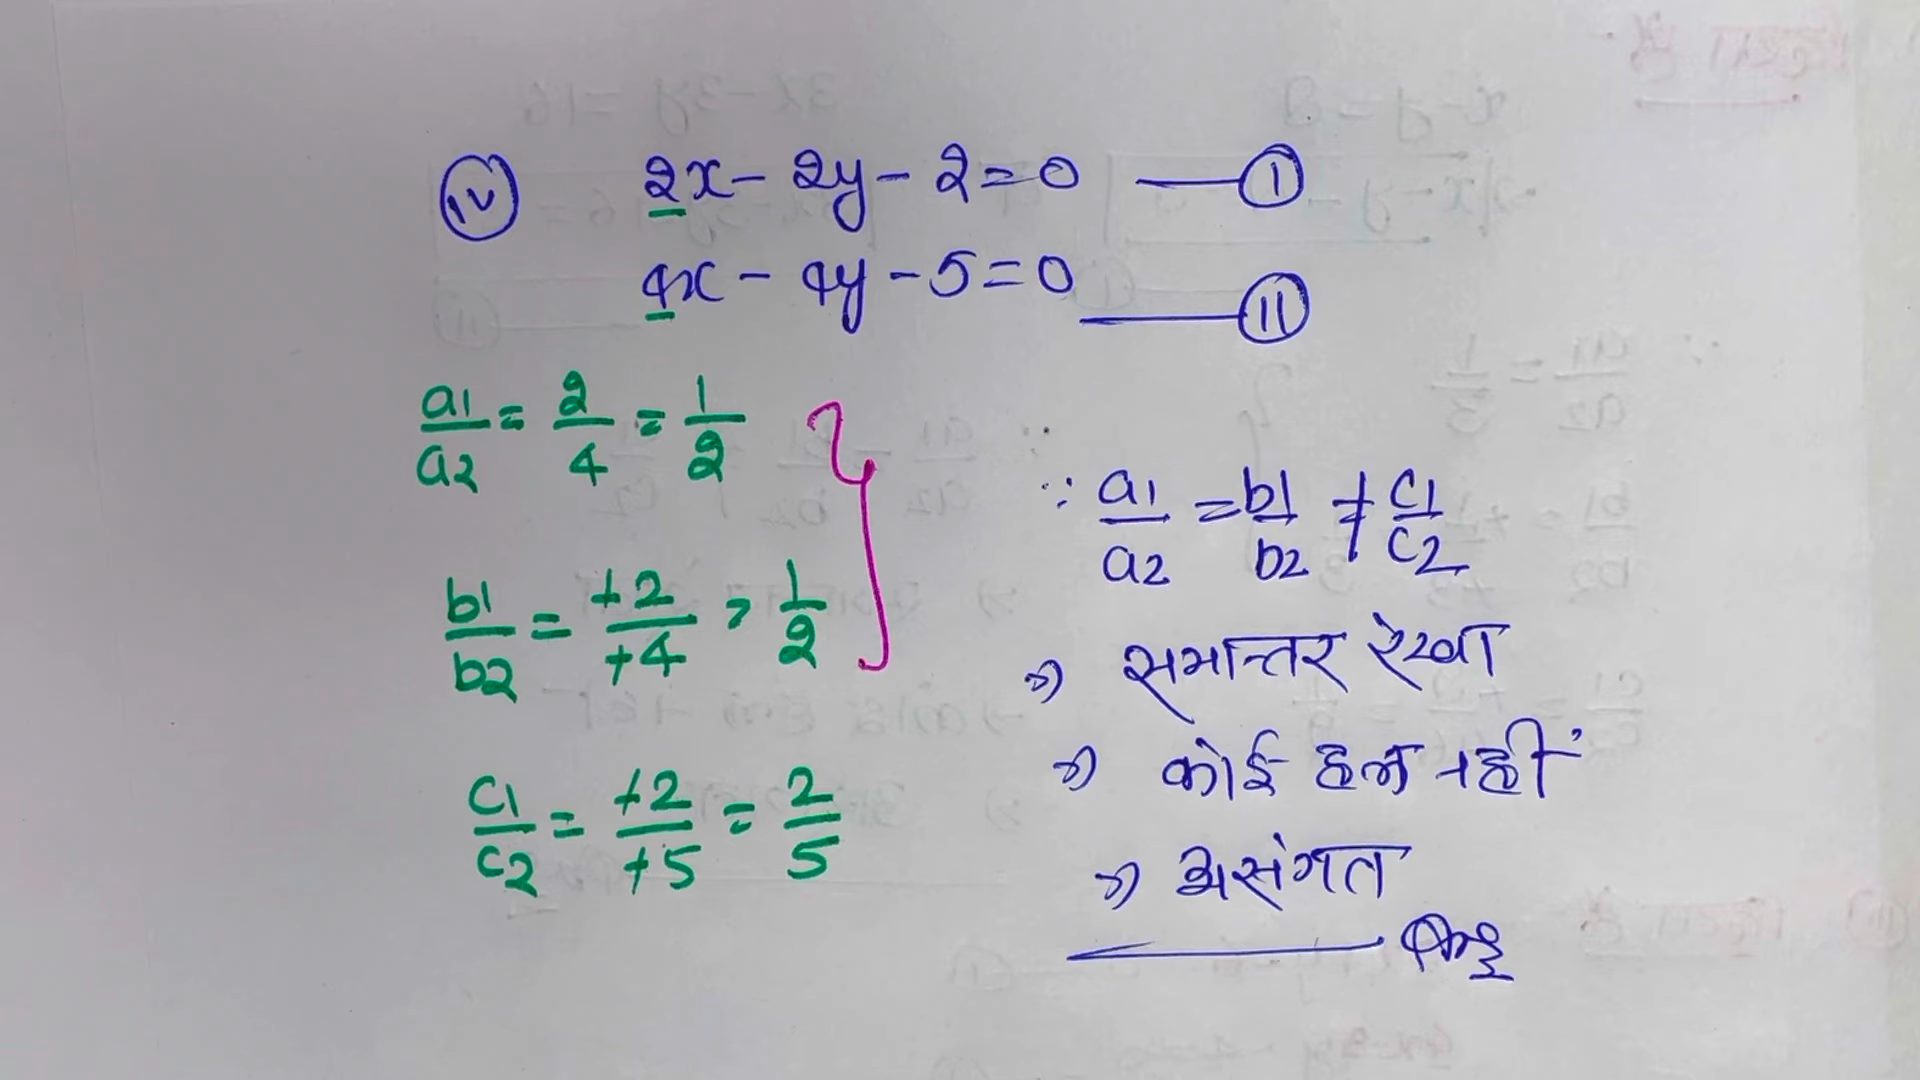 (iv) 2x - 2y - 2 = 0 —— (I)
4x - 4y - 5 = 0 —— (II)
a1/a2 = 2/4 = 1/2
b1/b2 = +2/+4 = 1/2
c1/c2 = +2/+5 = 2/5
∵ a1/a2 = b1/b2 ≠ c1/c2
⇒ समान्तर रेखा
⇒ कोई हल नहीं
⇒ असंगत